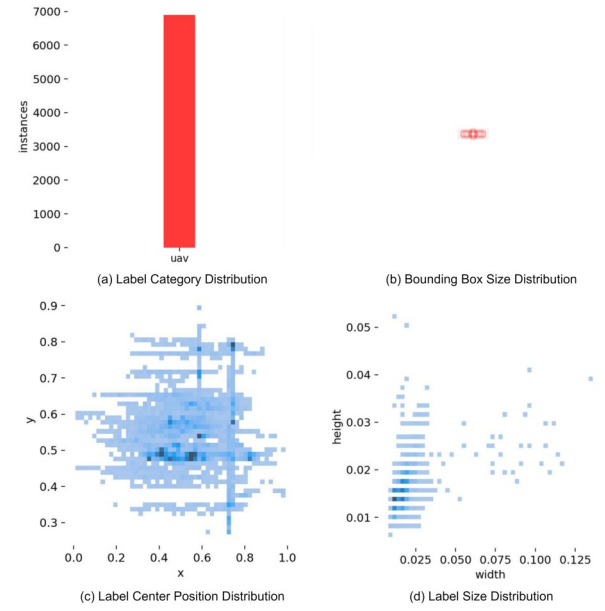 7000
6000
5000
4000
3000
2000
1000
0
instances
uav
(a) Label Category Distribution
(b) Bounding Box Size Distribution
0.9
0.8
0.7
0.6
0.5
0.4
0.3
y
0.0 0.2 0.4 0.6 0.8 1.0
x
(c) Label Center Position Distribution
0.05
0.04
0.03
0.02
0.01
height
0.025 0.050 0.075 0.100 0.125
width
(d) Label Size Distribution